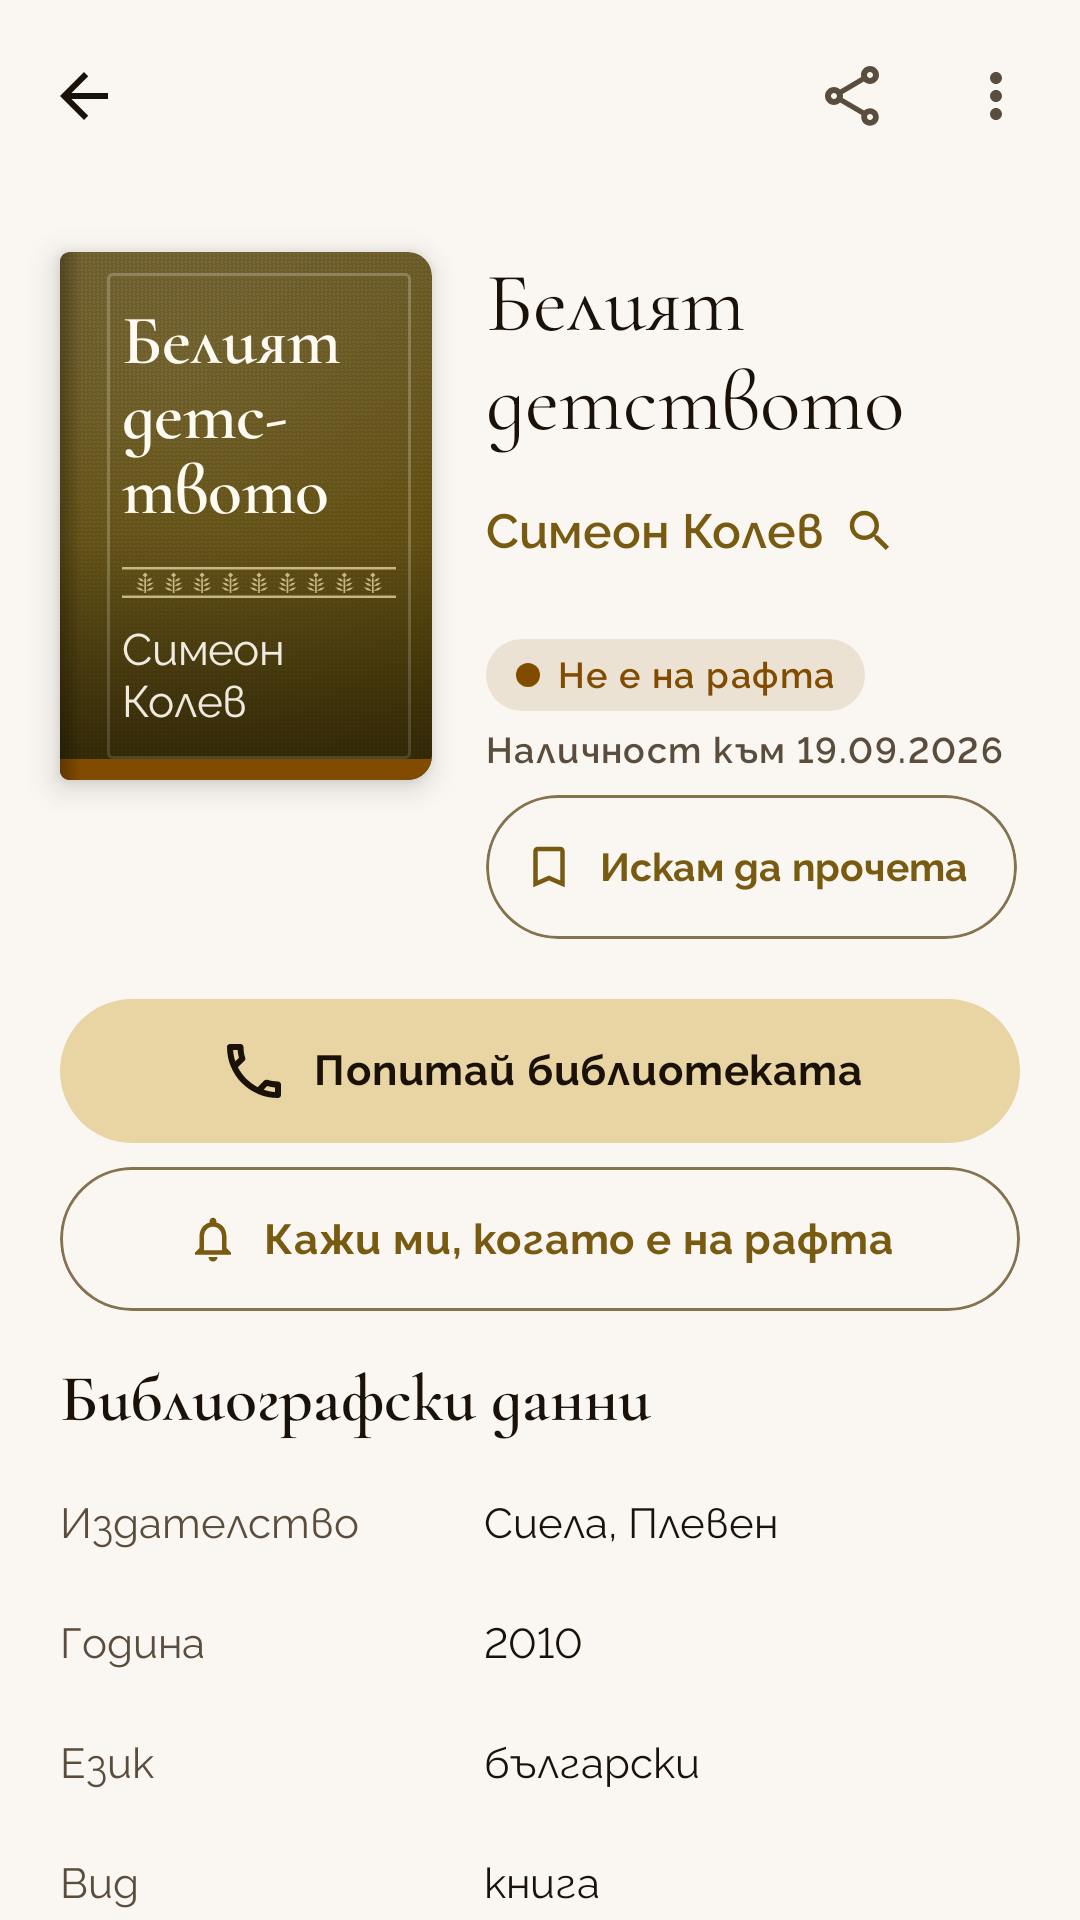 Белият
детс-
твото
Симеон
Колев
Белият
детството
Симеон Колев
Не е на рафта
Наличност към 19.09.2026
Искам да прочета
Попитай библиотеката
Кажи ми, когато е на рафта
Библиографски данни
Издателство Сиела, Плевен
Година 2010
Език български
Вид книга